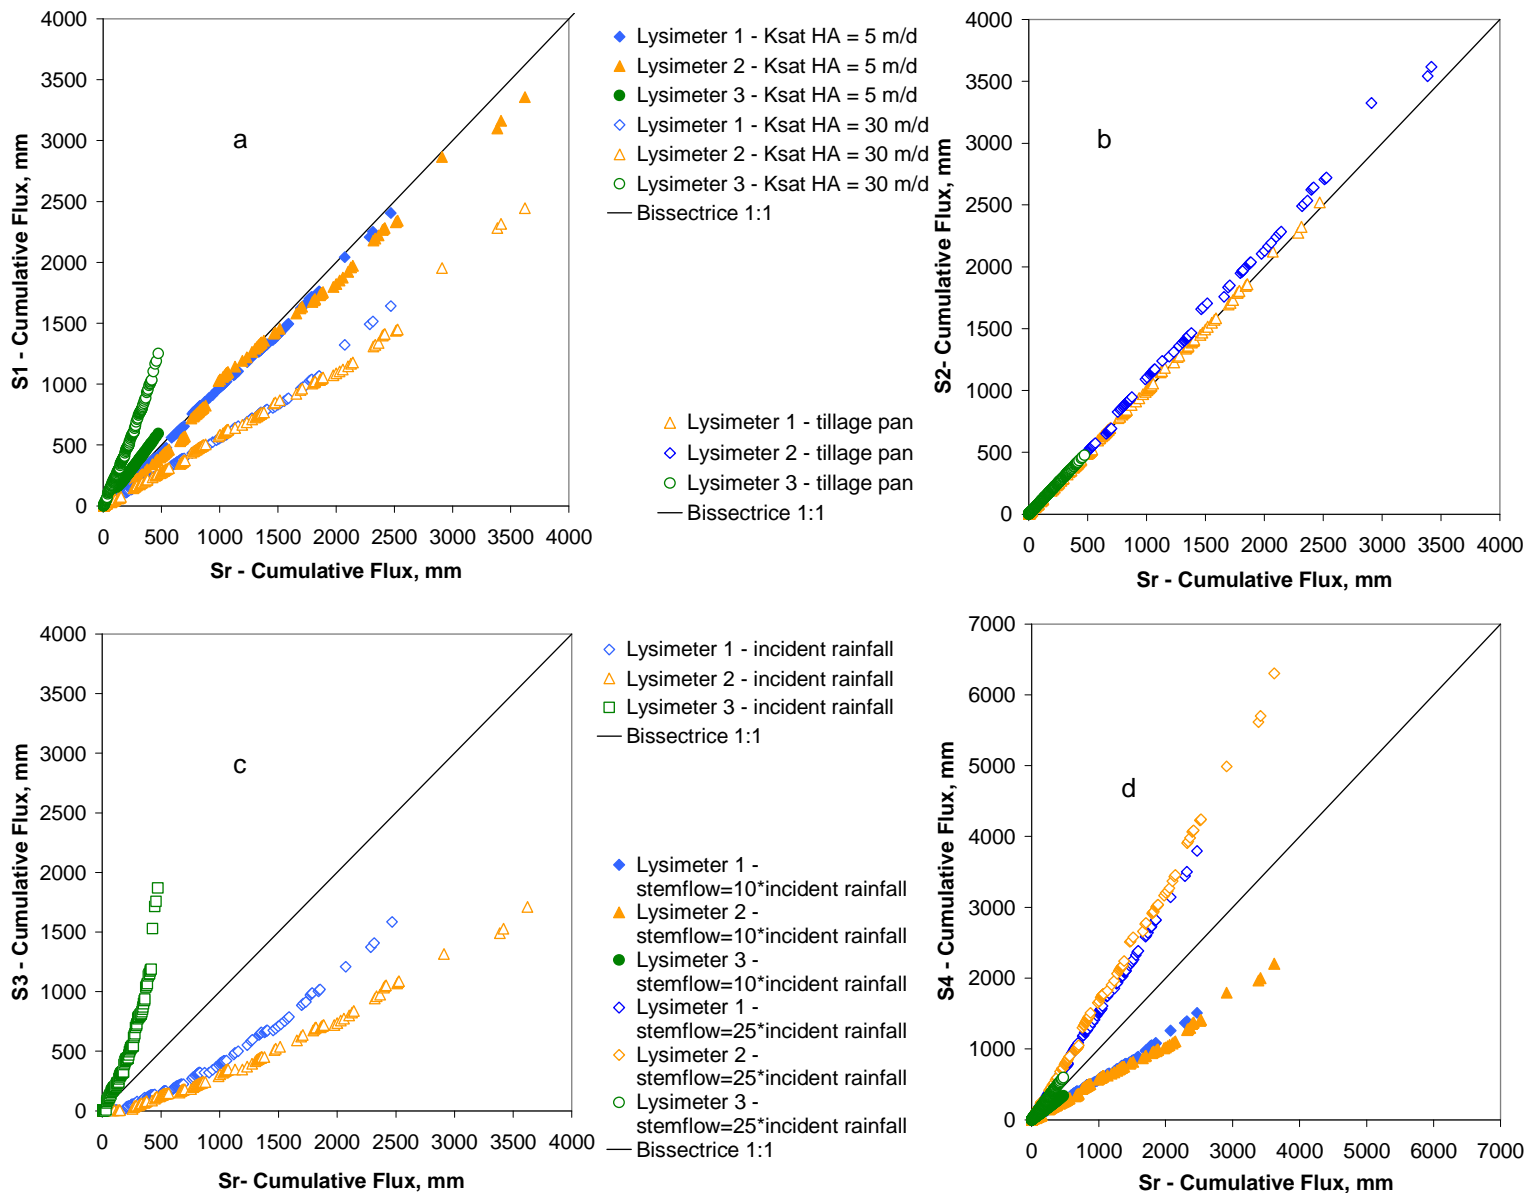 4000
3500
3000
2500
2000
1500
1000
500
0
S1 - Cumulative Flux, mm
a
0 500 1000 1500 2000 2500 3000 3500 4000
Sr - Cumulative Flux, mm
Lysimeter 1 - Ksat HA = 5 m/d
Lysimeter 2 - Ksat HA = 5 m/d
Lysimeter 3 - Ksat HA = 5 m/d
Lysimeter 1 - Ksat HA = 30 m/d
Lysimeter 2 - Ksat HA = 30 m/d
Lysimeter 3 - Ksat HA = 30 m/d
Bissectrice 1:1
Lysimeter 1 - tillage pan
Lysimeter 2 - tillage pan
Lysimeter 3 - tillage pan
Bissectrice 1:1
4000
3500
3000
2500
2000
1500
1000
500
0
S2- Cumulative Flux, mm
b
0 500 1000 1500 2000 2500 3000 3500 4000
Sr - Cumulative Flux, mm
4000
3500
3000
2500
2000
1500
1000
500
0
S3 - Cumulative Flux, mm
c
0 500 1000 1500 2000 2500 3000 3500 4000
Sr- Cumulative Flux, mm
Lysimeter 1 - incident rainfall
Lysimeter 2 - incident rainfall
Lysimeter 3 - incident rainfall
Bissectrice 1:1
Lysimeter 1 -
stemflow=10*incident rainfall
Lysimeter 2 -
stemflow=10*incident rainfall
Lysimeter 3 -
stemflow=10*incident rainfall
Lysimeter 1 -
stemflow=25*incident rainfall
Lysimeter 2 -
stemflow=25*incident rainfall
Lysimeter 3 -
stemflow=25*incident rainfall
Bissectrice 1:1
7000
6000
5000
4000
3000
2000
1000
0
S4 - Cumulative Flux, mm
d
0 1000 2000 3000 4000 5000 6000 7000
Sr - Cumulative Flux, mm